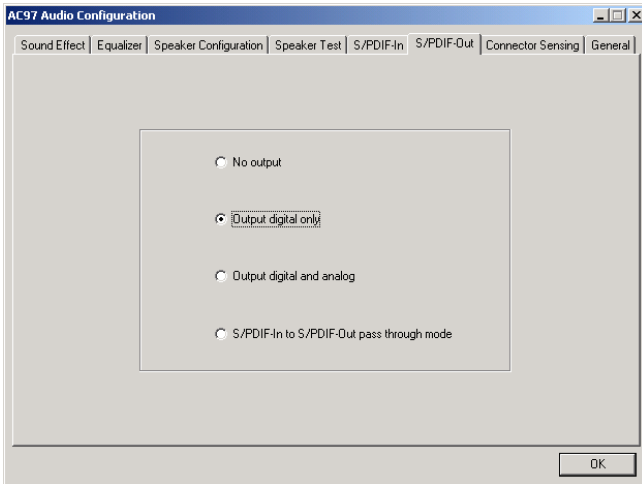 AC97 Audio Configuration
Sound Effect Equalizer Speaker Configuration Speaker Test S/PDIF-In S/PDIF-Out Connector Sensing General
No output
Output digital only
Output digital and analog
S/PDIF-In to S/PDIF-Out pass through mode
OK